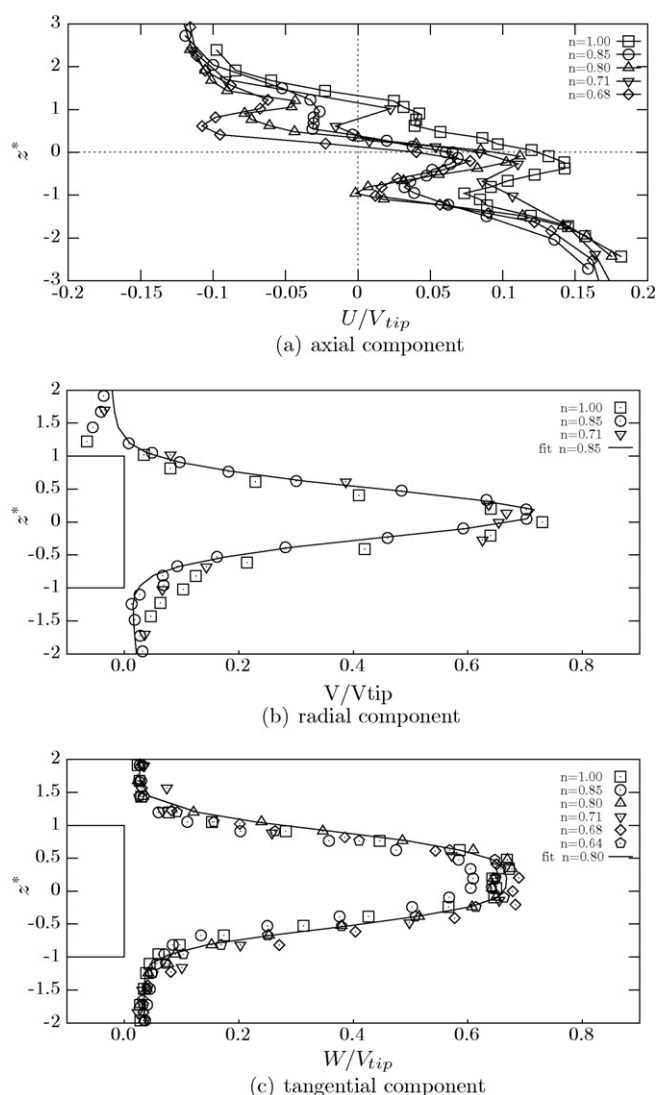 3
2
1
0
-1
-2
-3
z*
n=1.00
n=0.85
n=0.80
n=0.71
n=0.68
-0.2
-0.15
-0.1
-0.05
0
0.05
0.1
0.15
0.2
U/V_tip
(a) axial component
2
1.5
1
0.5
0
-0.5
-1
-1.5
-2
z*
n=1.00
n=0.85
n=0.71
fit n=0.85
0.0
0.2
0.4
0.6
0.8
V/Vtip
(b) radial component
2
1.5
1
0.5
0
-0.5
-1
-1.5
-2
z*
n=1.00
n=0.85
n=0.80
n=0.71
n=0.68
n=0.64
fit n=0.80
0.0
0.2
0.4
0.6
0.8
W/V_tip
(c) tangential component